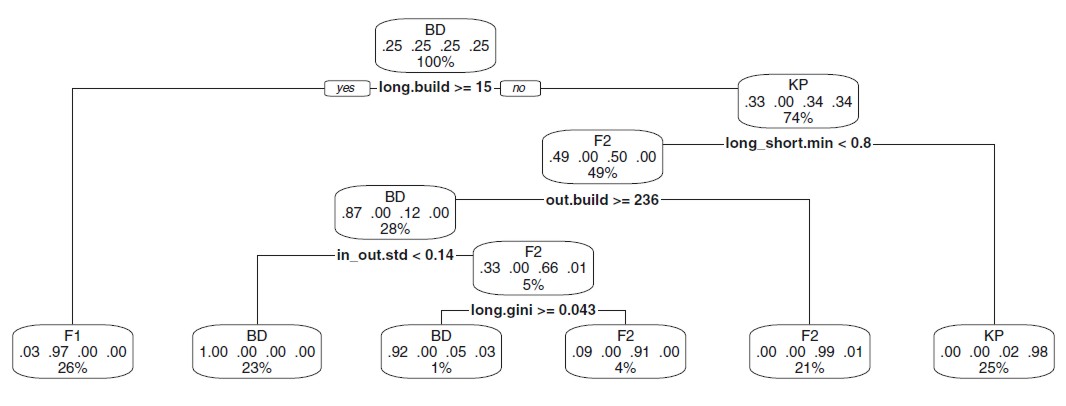 BD
.25 .25 .25 .25
100%
yes long.build >= 15 no
KP
.33 .00 .34 .34
74%
long_short.min < 0.8
F2
.49 .00 .50 .00
49%
out.build >= 236
BD
.87 .00 .12 .00
28%
in_out.std < 0.14
F2
.33 .00 .66 .01
5%
long.gini >= 0.043
F1
.03 .97 .00 .00
26%
BD
1.00 .00 .00 .00
23%
BD
.92 .00 .05 .03
1%
F2
.09 .00 .91 .00
4%
F2
.00 .00 .99 .01
21%
KP
.00 .00 .02 .98
25%